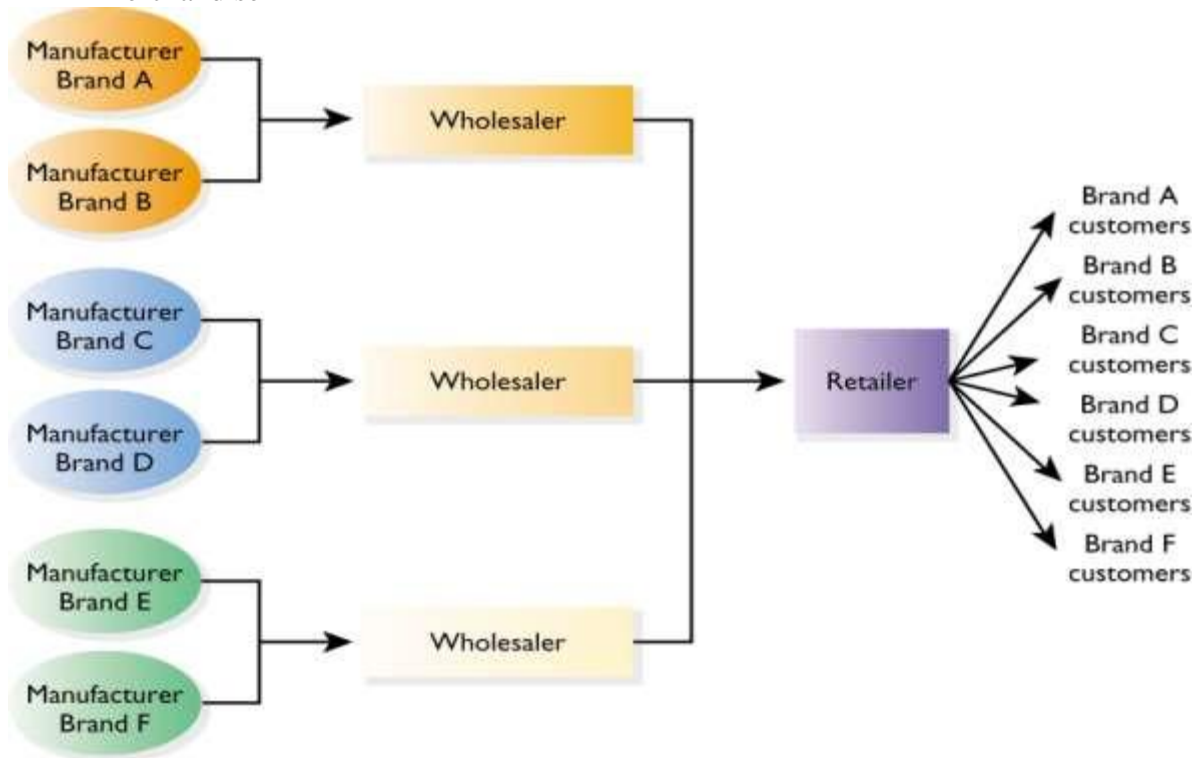 Manufacturer
Brand A
Manufacturer
Brand B
Wholesaler
Manufacturer
Brand C
Manufacturer
Brand D
Wholesaler
Manufacturer
Brand E
Manufacturer
Brand F
Wholesaler
Retailer
Brand A
customers
Brand B
customers
Brand C
customers
Brand D
customers
Brand E
customers
Brand F
customers